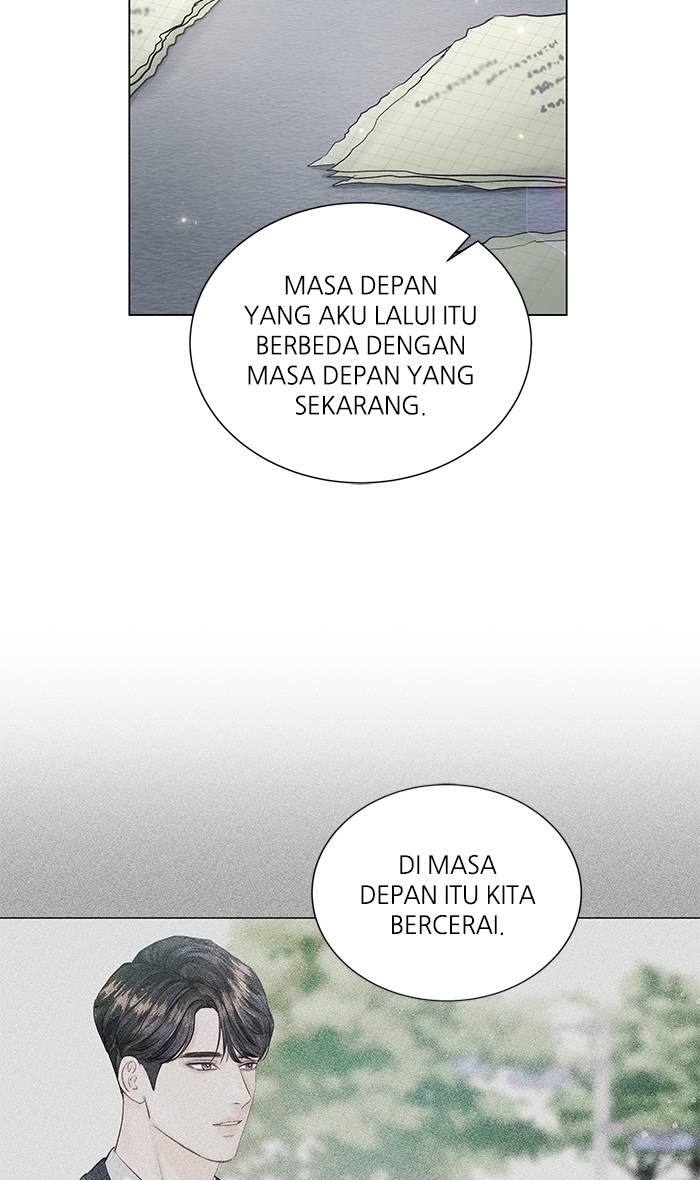 MASA DEPAN
YANG AKU LALUI ITU
BERBEDA DENGAN
MASA DEPAN YANG
SEKARANG.
DI MASA
DEPAN ITU KITA
BERCERAI.